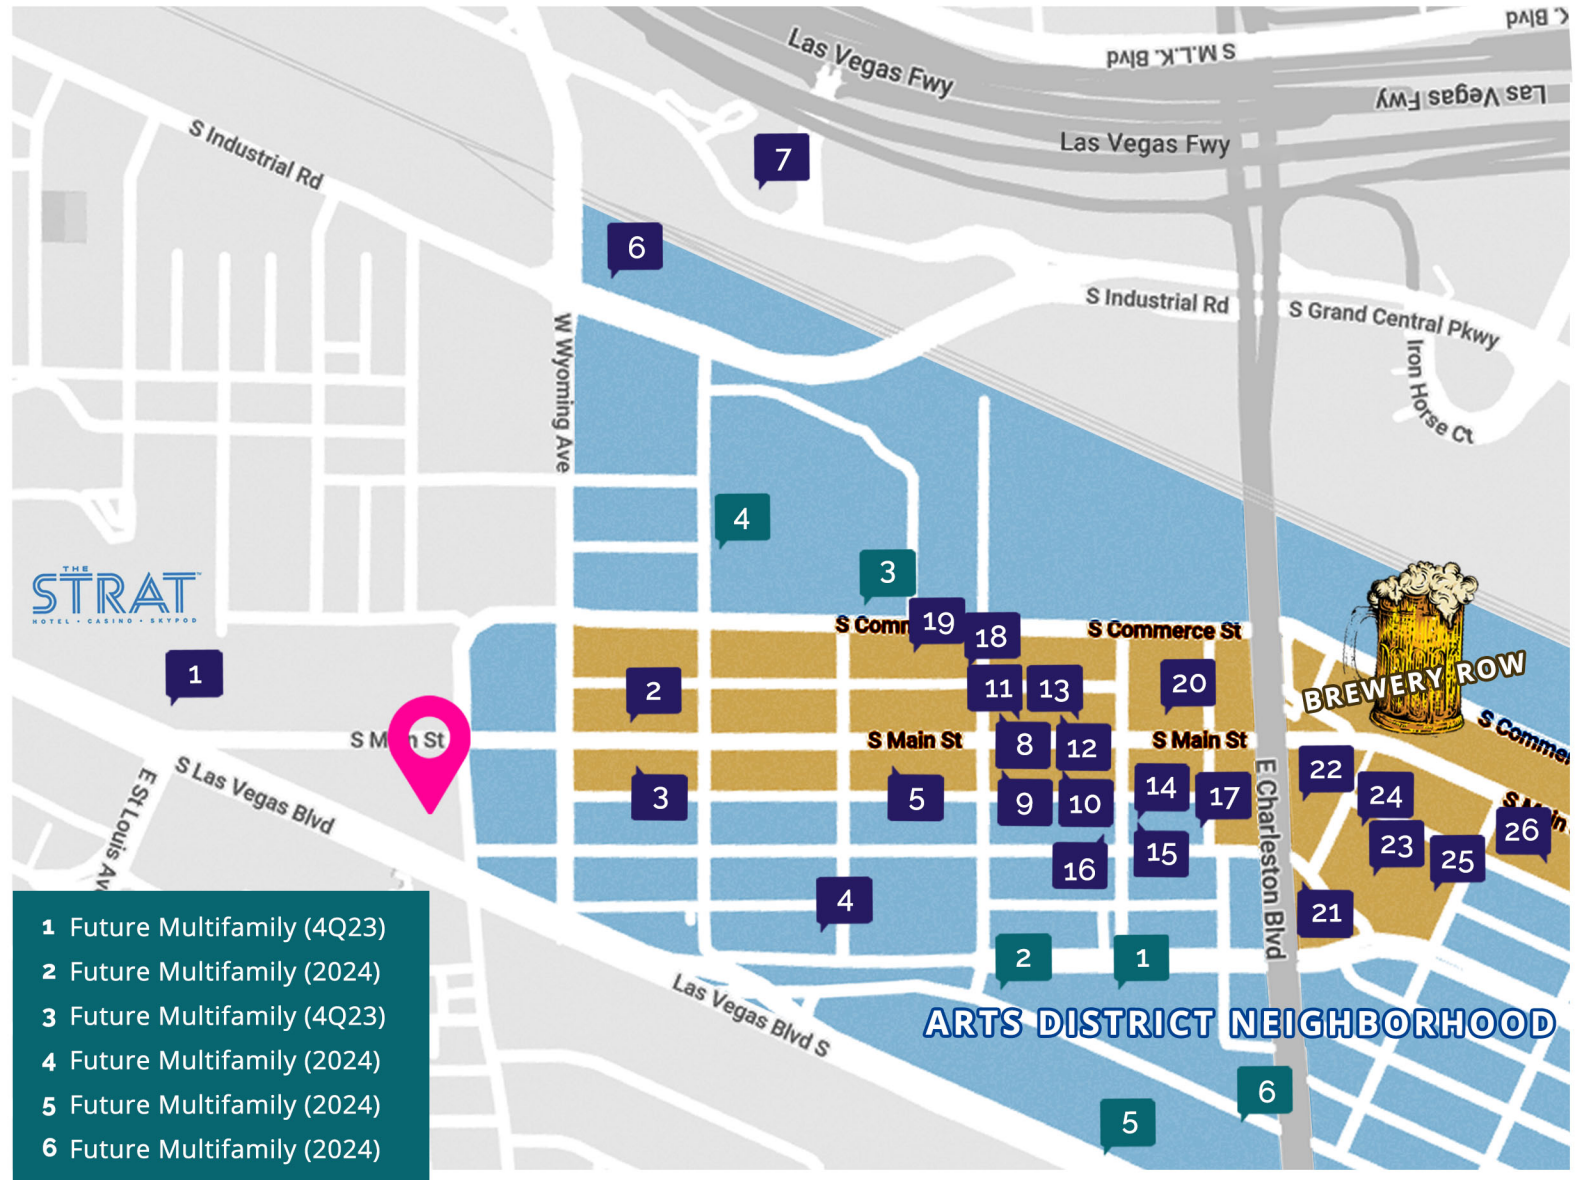 K. Blvd
S M.L.K. Blvd
Las Vegas Fwy
Las Vegas Fwy
Las Vegas Fwy
S Industrial Rd
7
6
S Industrial Rd
S Grand Central Pkwy
Iron Horse Ct
W Wyoming Ave
4
3
THE
STRAT
HOTEL • CASINO • SKYPOD
19
18
S Comm
S Commerce St
1
2
11
13
20
BREWERY ROW
S Commer
S Main St
S Main St
S Main St
8
12
E Charleston Blvd
22
S Las Vegas Blvd
E St Louis Ave
3
5
9
10
14
17
24
S Main
26
16
15
23
25
4
21
2
1
Las Vegas Blvd S
ARTS DISTRICT NEIGHBORHOOD
6
5
1 Future Multifamily (4Q23)
2 Future Multifamily (2024)
3 Future Multifamily (4Q23)
4 Future Multifamily (2024)
5 Future Multifamily (2024)
6 Future Multifamily (2024)